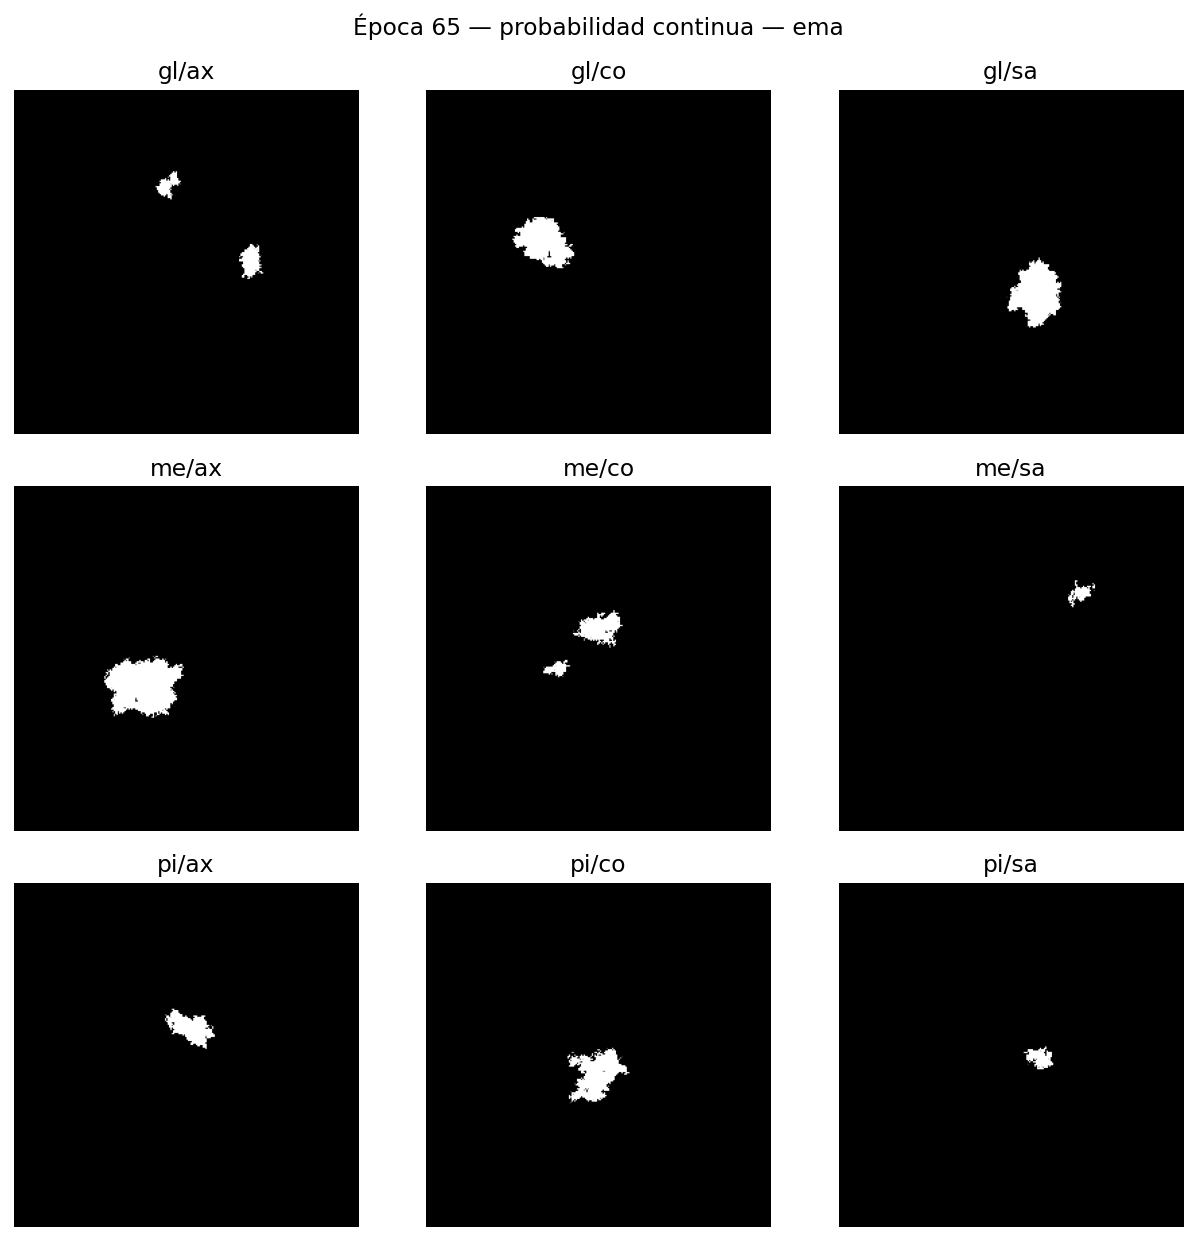 Época 65 — probabilidad continua — ema
gl/ax
gl/co
gl/sa
me/ax
me/co
me/sa
pi/ax
pi/co
pi/sa